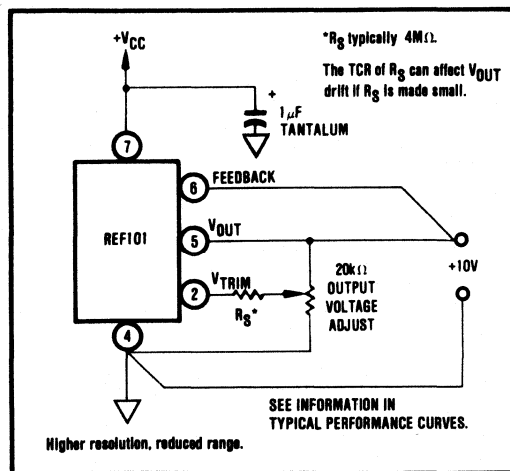 +VCC
*RS typically 4MΩ.
The TCR of RS can affect VOUT
drift if RS is made small.
+
1μF
TANTALUM
7
6
FEEDBACK
REF101
5
VOUT
+10V
20kΩ
OUTPUT
VOLTAGE
ADJUST
2
VTRIM
RS*
4
SEE INFORMATION IN
TYPICAL PERFORMANCE CURVES.
Higher resolution, reduced range.